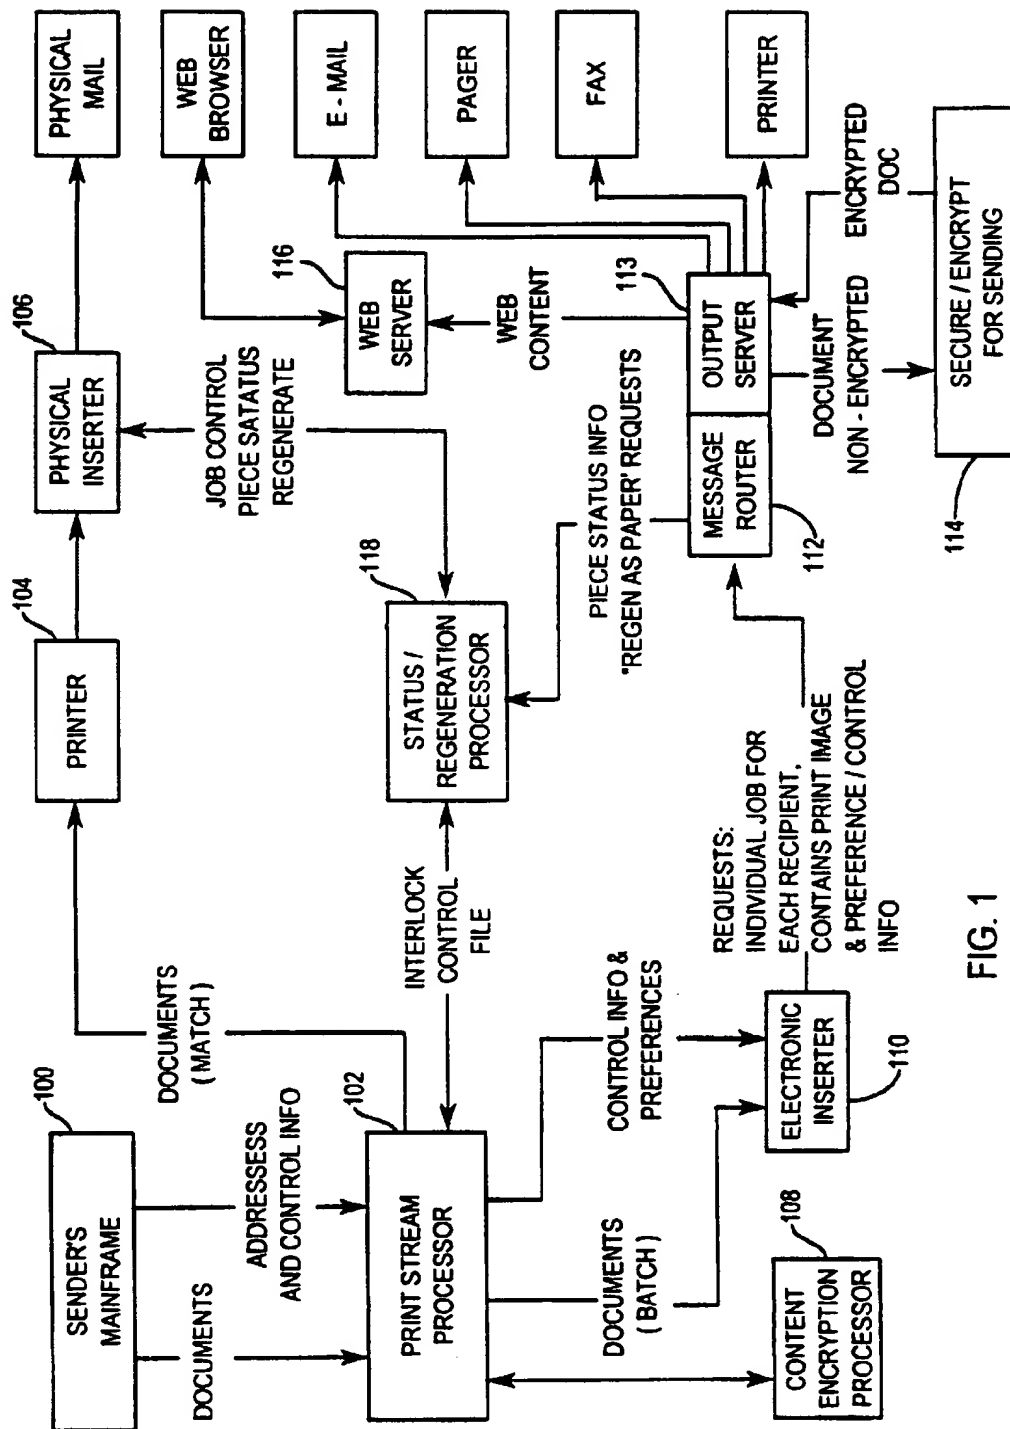 100
SENDER'S
MAINFRAME
DOCUMENTS
ADDRESSESS
AND CONTROL INFO
102
PRINT STREAM
PROCESSOR
DOCUMENTS
( MATCH )
104
PRINTER
106
PHYSICAL
INSERTER
PHYSICAL
MAIL
JOB CONTROL
PIECE SATATUS
REGENERATE
INTERLOCK
CONTROL
FILE
118
STATUS /
REGENERATION
PROCESSOR
108
CONTENT
ENCRYPTION
PROCESSOR
DOCUMENTS
( BATCH )
CONTROL INFO &
PREFERENCES
ELECTRONIC
INSERTER
110
REQUESTS:
INDIVIDUAL JOB FOR
EACH RECIPIENT,
CONTAINS PRINT IMAGE
& PREFERENCE / CONTROL
INFO
PIECE STATUS INFO
"REGEN AS PAPER' REQUESTS
MESSAGE
ROUTER
112
OUTPUT
SERVER
113
WEB
CONTENT
116
WEB
SERVER
WEB
BROWSER
E - MAIL
PAGER
FAX
PRINTER
DOCUMENT
NON - ENCRYPTED
ENCRYPTED
DOC
SECURE / ENCRYPT
FOR SENDING
114
FIG. 1